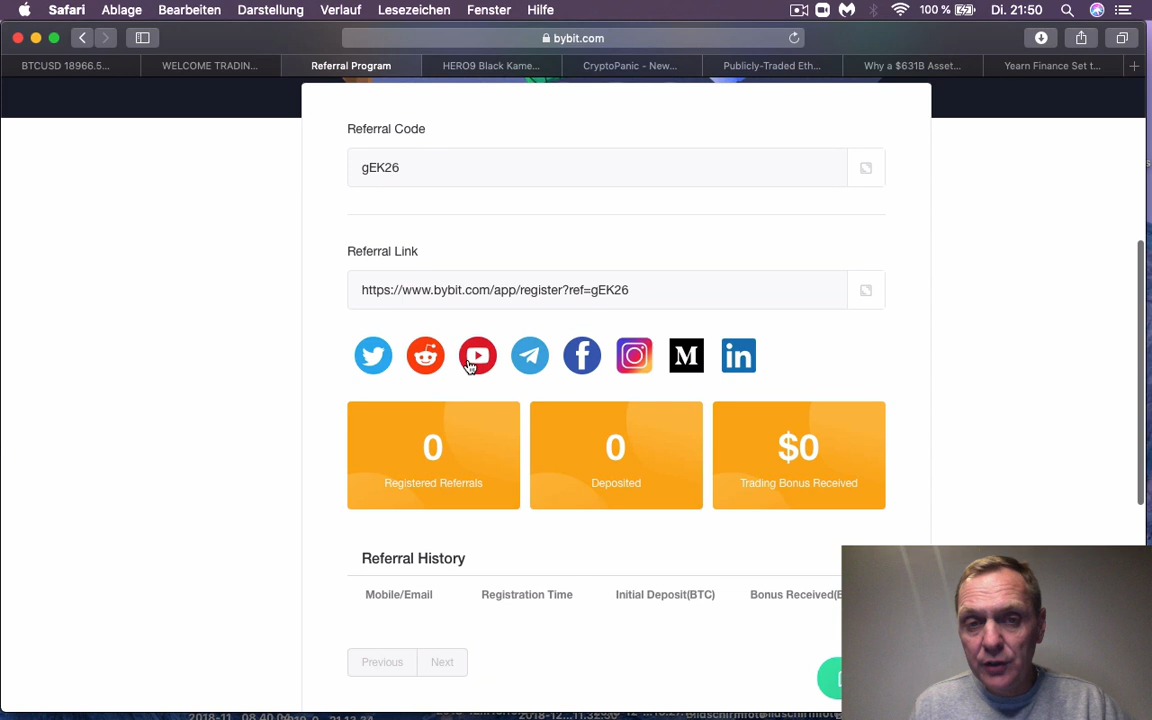 Safari Ablage Bearbeiten Darstellung Verlauf Lesezeichen Fenster Hilfe 100 % Di. 21:50
bybit.com
BTCUSD 18966.5... WELCOME TRADIN... Referral Program HERO9 Black Kame... CryptoPanic - New... Publicly-Traded Eth... Why a $631B Asset... Yearn Finance Set t...
Referral Code
gEK26
Referral Link
https://www.bybit.com/app/register?ref=gEK26
0 0 $0
Registered Referrals Deposited Trading Bonus Received
Referral History
Mobile/Email Registration Time Initial Deposit(BTC) Bonus Received(
Previous Next